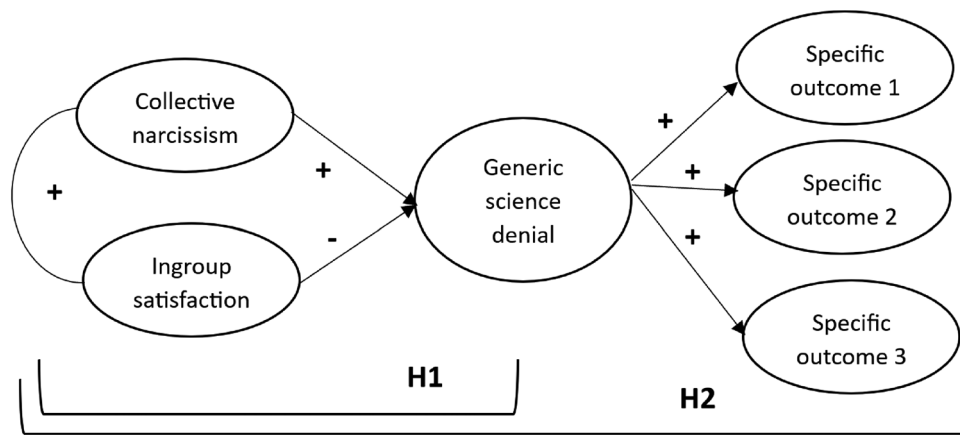 Collective
narcissism
+
Ingroup
satisfaction
+
-
Generic
science
denial
+
+
+
Specific
outcome 1
Specific
outcome 2
Specific
outcome 3
H1
H2